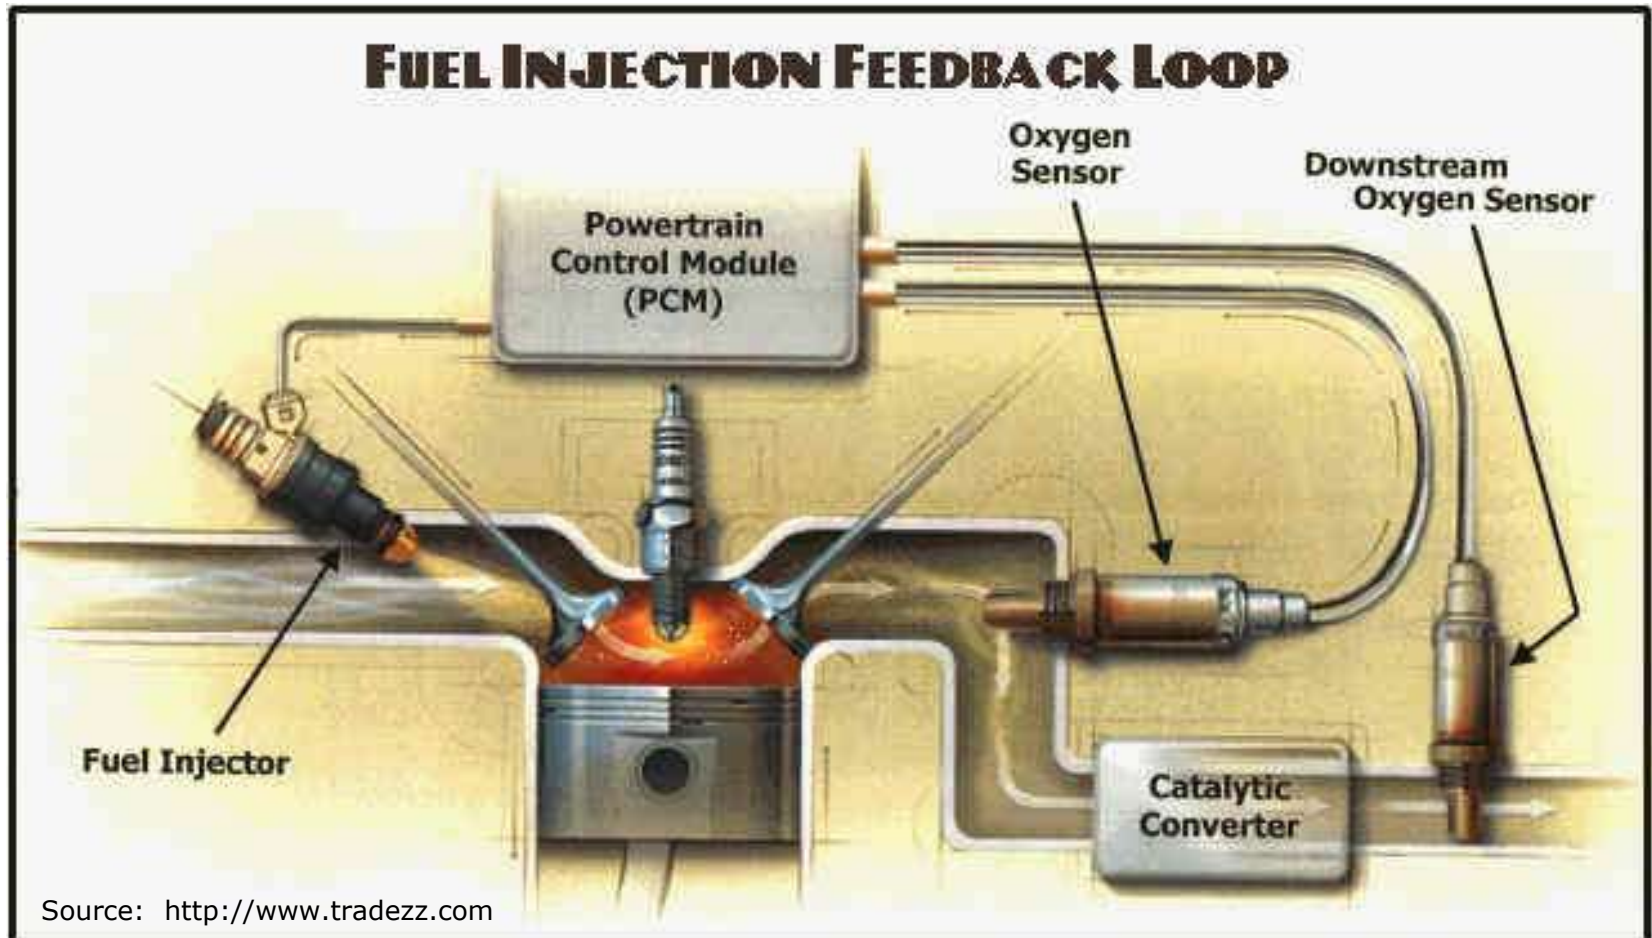 FUEL INJECTION FEEDBACK LOOP
Oxygen
Sensor
Downstream
Oxygen Sensor
Powertrain
Control Module
(PCM)
Fuel Injector
Catalytic
Converter
Source: http://www.tradezz.com